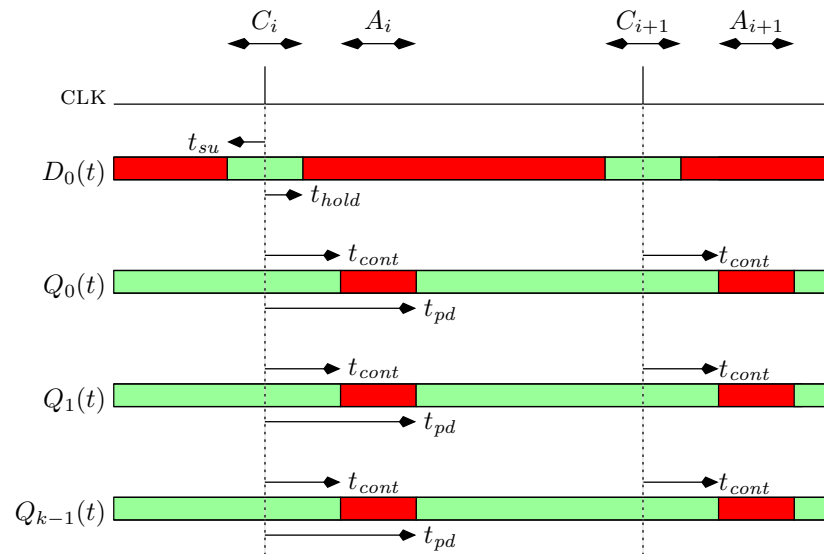 C_i A_i C_{i+1} A_{i+1}
CLK
t_{su}
D_0(t)
t_{hold}
t_{cont} t_{cont}
Q_0(t)
t_{pd}
t_{cont} t_{cont}
Q_1(t)
t_{pd}
t_{cont} t_{cont}
Q_{k-1}(t)
t_{pd}